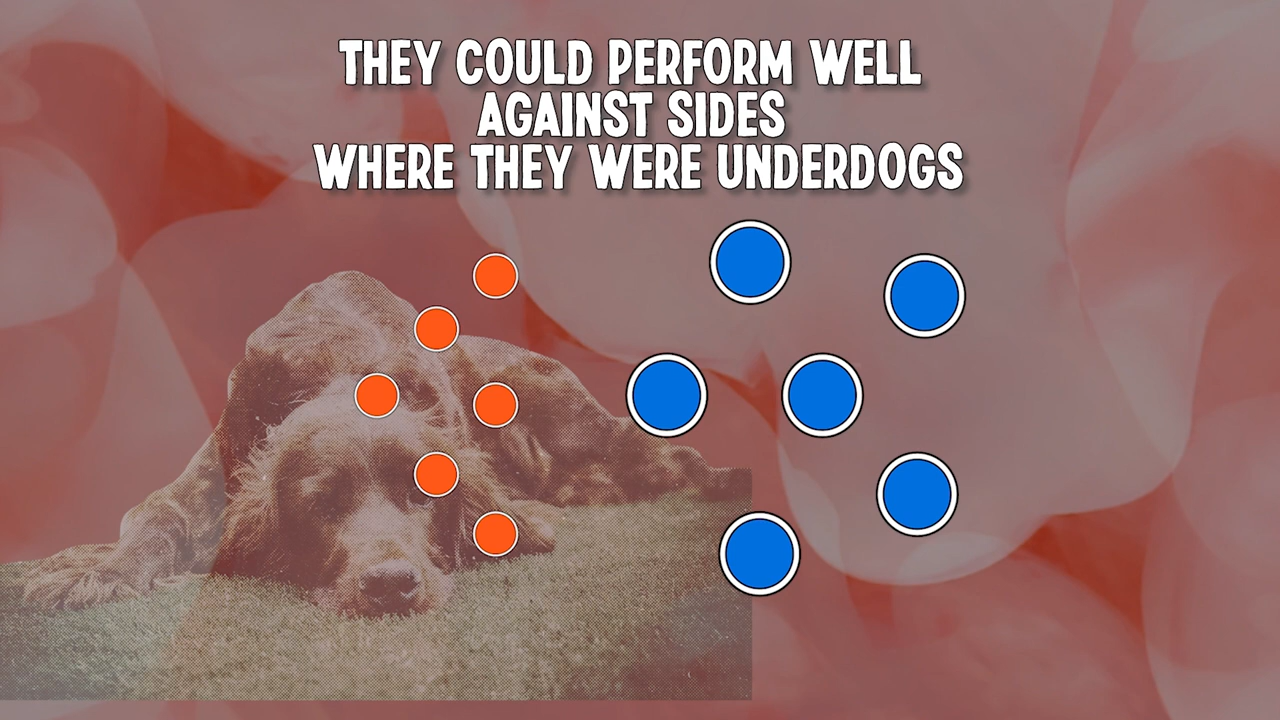 THEY COULD PERFORM WELL
AGAINST SIDES
WHERE THEY WERE UNDERDOGS